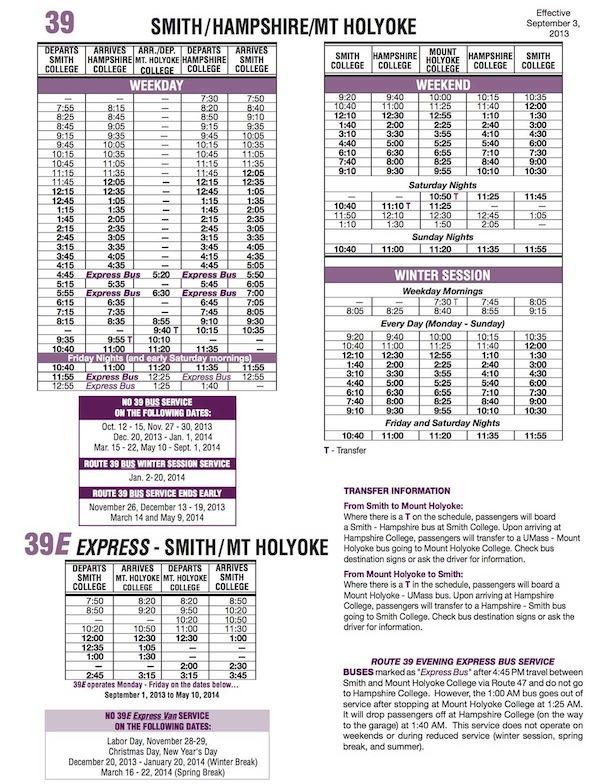 39
SMITH/HAMPSHIRE/MT HOLYOKE
Effective
September 3,
2013
DEPARTS ARRIVES ARR./DEP. DEPARTS ARRIVES
SMITH HAMPSHIRE MT. HOLYOKE HAMPSHIRE SMITH
COLLEGE COLLEGE COLLEGE COLLEGE COLLEGE
WEEKDAY
— — — 7:30 7:50
7:55 8:15 — 8:20 8:40
8:25 8:45 — 8:50 9:10
8:45 9:05 — 9:15 9:35
9:15 9:35 — 9:45 10:05
9:45 10:05 — 10:15 10:35
10:15 10:35 — 10:45 11:05
10:45 11:05 — 11:15 11:35
11:15 11:35 — 11:45 12:05
11:45 12:05 — 12:15 12:35
12:15 12:35 — 12:45 1:05
12:45 1:05 — 1:15 1:35
1:15 1:35 — 1:45 2:05
1:45 2:05 — 2:15 2:35
2:15 2:35 — 2:45 3:05
2:45 3:05 — 3:15 3:35
3:15 3:35 — 3:45 4:05
3:45 4:05 — 4:15 4:35
4:15 4:35 — 4:45 5:05
4:45 Express Bus 5:20 Express Bus 5:50
5:15 5:35 — 5:45 6:05
5:55 Express Bus 6:30 Express Bus 7:00
6:15 6:35 — 6:45 7:05
7:15 7:35 — 7:45 8:05
8:15 8:35 8:55 9:10 9:30
— — 9:40 T 10:15 10:35
9:35 9:55 T 10:10 — —
10:40 11:00 11:20 11:35 —
Friday Nights (and early Saturday mornings)
10:40 11:00 11:20 11:35 11:55
11:55 Express Bus 12:25 Express Bus 12:55
12:55 Express Bus 1:25 1:40 —
NO 39 BUS SERVICE
ON THE FOLLOWING DATES:
Oct. 12 - 15, Nov. 27 - 30, 2013
Dec. 20, 2013 - Jan. 1, 2014
Mar. 15 - 22, May 10 - Sept. 1, 2014
ROUTE 39 BUS WINTER SESSION SERVICE
Jan. 2-20, 2014
ROUTE 39 BUS SERVICE ENDS EARLY
November 26, December 13 - 19, 2013
March 14 and May 9, 2014
SMITH HAMPSHIRE MOUNT HOLYOKE HAMPSHIRE SMITH
COLLEGE COLLEGE COLLEGE COLLEGE COLLEGE
WEEKEND
9:20 9:40 10:00 10:15 10:35
10:40 11:00 11:25 11:40 12:00
12:10 12:30 12:55 1:10 1:30
1:40 2:00 2:25 2:40 3:00
3:10 3:30 3:55 4:10 4:30
4:40 5:00 5:25 5:40 6:00
6:10 6:30 6:55 7:10 7:30
7:40 8:00 8:25 8:40 9:00
9:10 9:30 9:55 10:10 10:30
Saturday Nights
— — 10:50 T 11:25 11:45
10:40 11:10 T 11:25 — —
11:50 12:10 12:30 12:45 1:05
1:10 1:30 1:50 2:05 —
Sunday Nights
10:40 11:00 11:20 11:35 11:55
WINTER SESSION
Weekday Mornings
— — 7:30 T 7:45 8:05
8:05 8:25 8:40 8:55 9:15
Every Day (Monday - Sunday)
9:20 9:40 10:00 10:15 10:35
10:40 11:00 11:25 11:40 12:00
12:10 12:30 12:55 1:10 1:30
1:40 2:00 2:25 2:40 3:00
3:10 3:30 3:55 4:10 4:30
4:40 5:00 5:25 5:40 6:00
6:10 6:30 6:55 7:10 7:30
7:40 8:00 8:25 8:40 9:00
9:10 9:30 9:55 10:10 10:30
Friday and Saturday Nights
10:40 11:00 11:20 11:35 11:55
T - Transfer
39E EXPRESS - SMITH/MT HOLYOKE
DEPARTS ARRIVES DEPARTS ARRIVES
SMITH MT. HOLYOKE MT. HOLYOKE SMITH
COLLEGE COLLEGE COLLEGE COLLEGE
7:50 8:20 8:20 8:50
8:50 9:20 9:50 10:20
— — 10:20 10:50
10:20 10:50 11:00 11:30
12:00 12:30 12:30 1:00
12:35 1:05 — —
1:00 1:30 — —
— — 2:00 2:30
2:45 3:15 3:15 3:45
39E operates Monday - Friday on the dates below...
September 1, 2013 to May 10, 2014
NO 39E Express Van SERVICE
ON THE FOLLOWING DATES:
Labor Day, November 28-29,
Christmas Day, New Year's Day
December 20, 2013 - January 20, 2014 (Winter Break)
March 16 - 22, 2014 (Spring Break)
TRANSFER INFORMATION
From Smith to Mount Holyoke:
Where there is a T on the schedule, passengers will board
a Smith - Hampshire bus at Smith College. Upon arriving at
Hampshire College, passengers will transfer to a UMass - Mount
Holyoke bus going to Mount Holyoke College. Check bus
destination signs or ask the driver for information.
From Mount Holyoke to Smith:
Where there is a T in the schedule, passengers will board a
Mount Holyoke - UMass bus. Upon arriving at Hampshire
College, passengers will transfer to a Hampshire - Smith bus
going to Smith College. Check bus destination signs or ask the
driver for information.
ROUTE 39 EVENING EXPRESS BUS SERVICE
BUSES marked as "Express Bus" after 4:45 PM travel between
Smith and Mount Holyoke College via Route 47 and do not go
to Hampshire College. However, the 1:00 AM bus goes out of
service after stopping at Mount Holyoke College at 1:25 AM.
It will drop passengers off at Hampshire College (on the way
to the garage) at 1:40 AM. This service does not operate on
weekends or during reduced service (winter session, spring
break, and summer).